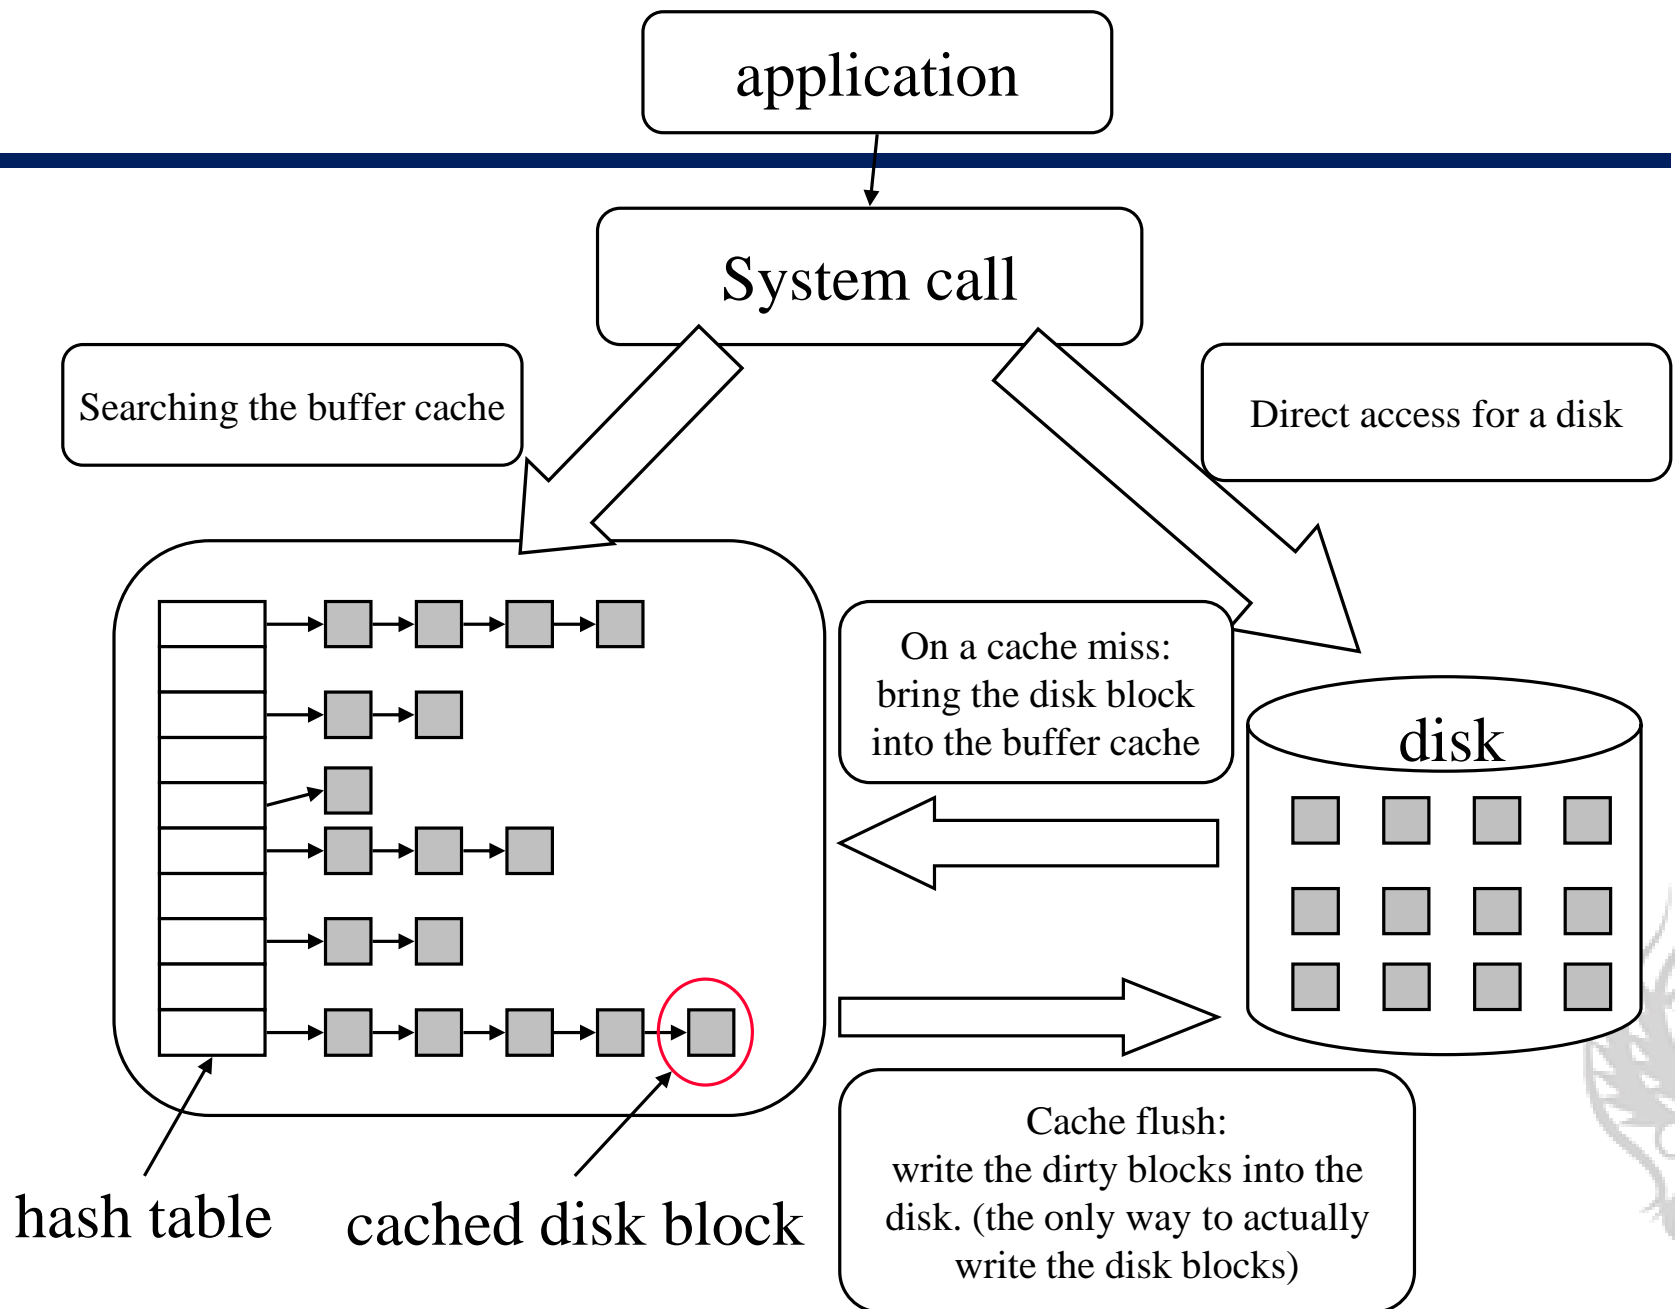 application
System call
Searching the buffer cache
Direct access for a disk
On a cache miss:
bring the disk block
into the buffer cache
disk
Cache flush:
write the dirty blocks into the
disk. (the only way to actually
write the disk blocks)
hash table
cached disk block